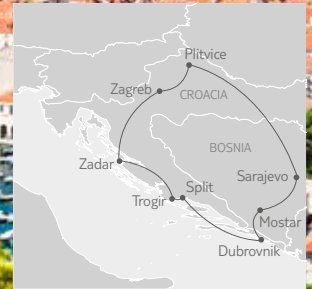 Plitvice
Zagreb
CROACIA
BOSNIA
Zadar
Sarajevo
Split
Trogir
Mostar
Dubrovnik